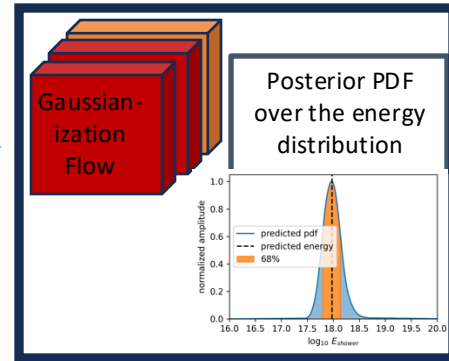 Gaussian-
ization
Flow
Posterior PDF
over the energy
distribution
normalized amplitude
1.0
0.8
0.6
0.4
0.2
0.0
predicted pdf
predicted energy
68%
16.0 16.5 17.0 17.5 18.0 18.5 19.0 19.5 20.0
log₁₀ E_shower